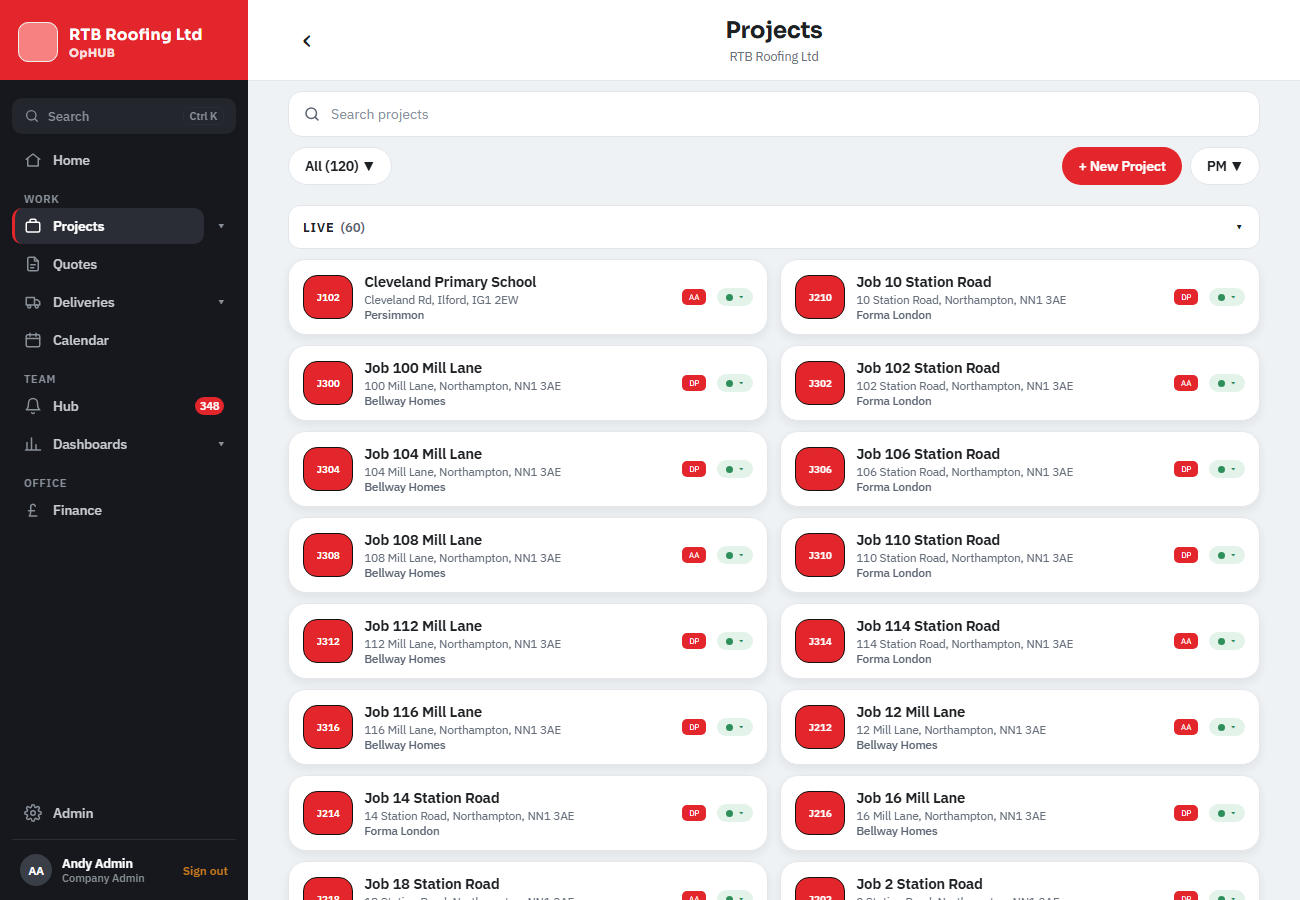 RTB Roofing Ltd
OpHUB
Search Ctrl K
Home
WORK
Projects
Quotes
Deliveries
Calendar
TEAM
Hub 348
Dashboards
OFFICE
Finance
Admin
AA Andy Admin
Company Admin
Sign out
Projects
RTB Roofing Ltd
Search projects
All (120) ▼
+ New Project
PM ▼
LIVE (60)
J102 Cleveland Primary School
Cleveland Rd, Ilford, IG1 2EW
Persimmon
AA
J210 Job 10 Station Road
10 Station Road, Northampton, NN1 3AE
Forma London
DP
J300 Job 100 Mill Lane
100 Mill Lane, Northampton, NN1 3AE
Bellway Homes
DP
J302 Job 102 Station Road
102 Station Road, Northampton, NN1 3AE
Forma London
AA
J304 Job 104 Mill Lane
104 Mill Lane, Northampton, NN1 3AE
Bellway Homes
DP
J306 Job 106 Station Road
106 Station Road, Northampton, NN1 3AE
Forma London
DP
J308 Job 108 Mill Lane
108 Mill Lane, Northampton, NN1 3AE
Bellway Homes
AA
J310 Job 110 Station Road
110 Station Road, Northampton, NN1 3AE
Forma London
DP
J312 Job 112 Mill Lane
112 Mill Lane, Northampton, NN1 3AE
Bellway Homes
DP
J314 Job 114 Station Road
114 Station Road, Northampton, NN1 3AE
Forma London
AA
J316 Job 116 Mill Lane
116 Mill Lane, Northampton, NN1 3AE
Bellway Homes
DP
J212 Job 12 Mill Lane
12 Mill Lane, Northampton, NN1 3AE
Bellway Homes
AA
J214 Job 14 Station Road
14 Station Road, Northampton, NN1 3AE
Forma London
DP
J216 Job 16 Mill Lane
16 Mill Lane, Northampton, NN1 3AE
Bellway Homes
DP
Job 18 Station Road
Job 2 Station Road